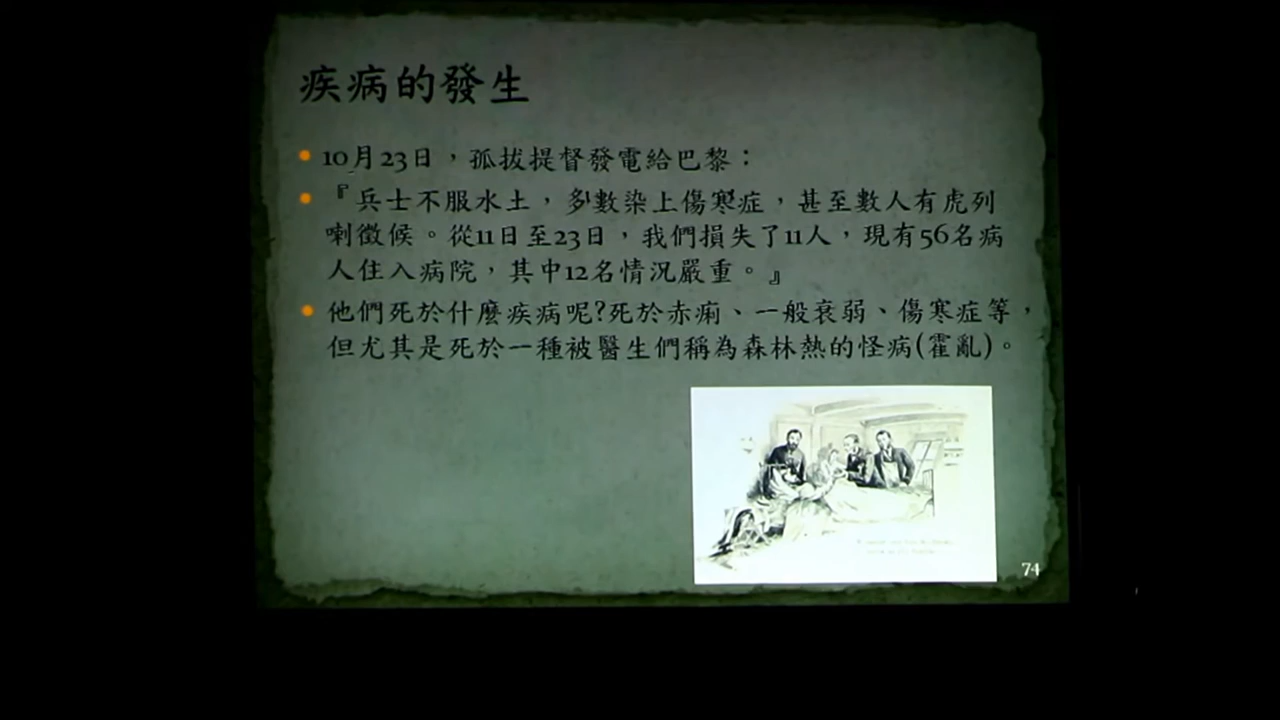 疾病的發生
10月23日，孤拔提督發電給巴黎：
『兵士不服水土，多數染上傷寒症，甚至數人有虎列
喇徵候。從11日至23日，我們損失了11人，現有56名病
人住入病院，其中12名情況嚴重。』
他們死於什麼疾病呢?死於赤痢、一般衰弱、傷寒症等，
但尤其是死於一種被醫生們稱為森林熱的怪病(霍亂)。
74